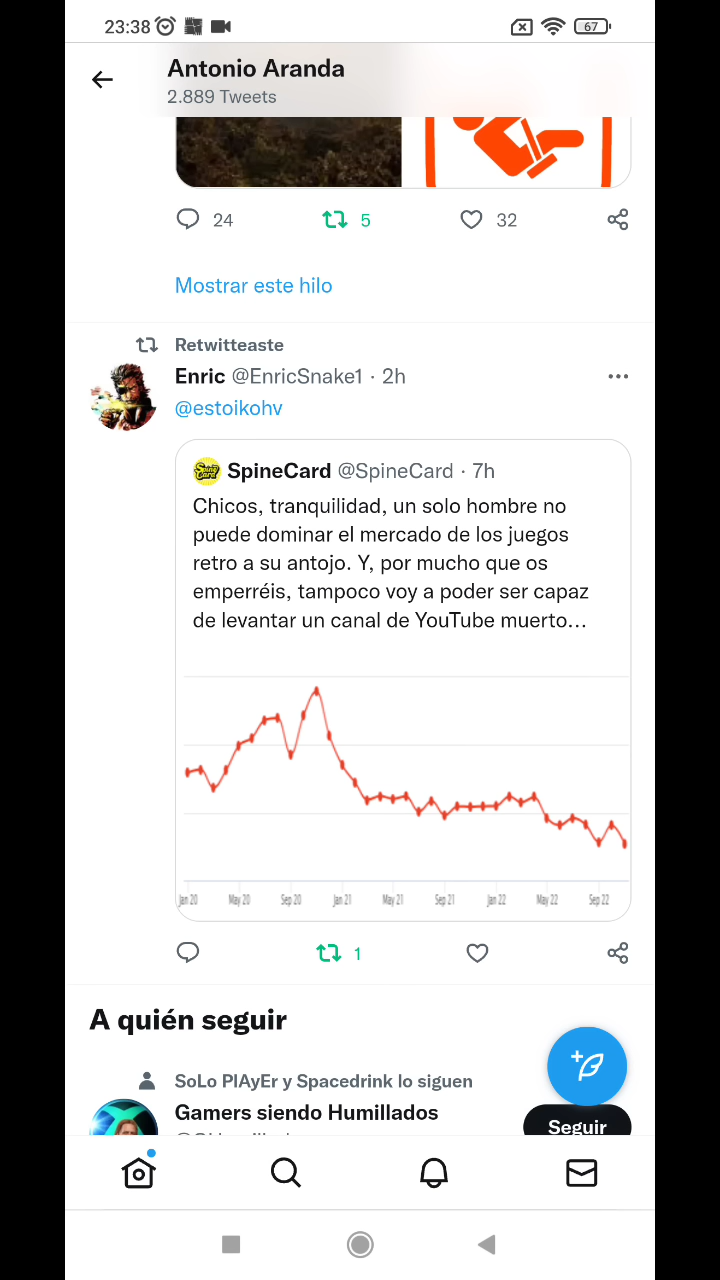 23:38
67
Antonio Aranda
2.889 Tweets
24
5
32
Mostrar este hilo
Retwitteaste
Enric @EnricSnake1 · 2h
@estoikohv
Spine Card
SpineCard @SpineCard · 7h
Chicos, tranquilidad, un solo hombre no
puede dominar el mercado de los juegos
retro a su antojo. Y, por mucho que os
emperréis, tampoco voy a poder ser capaz
de levantar un canal de YouTube muerto...
Jan 20 May 20 Sep 20 Jan 21 May 21 Sep 21 Jan 22 May 22 Sep 22
1
A quién seguir
SoLo PlAyEr y Spacedrink lo siguen
Gamers siendo Humillados
Seguir